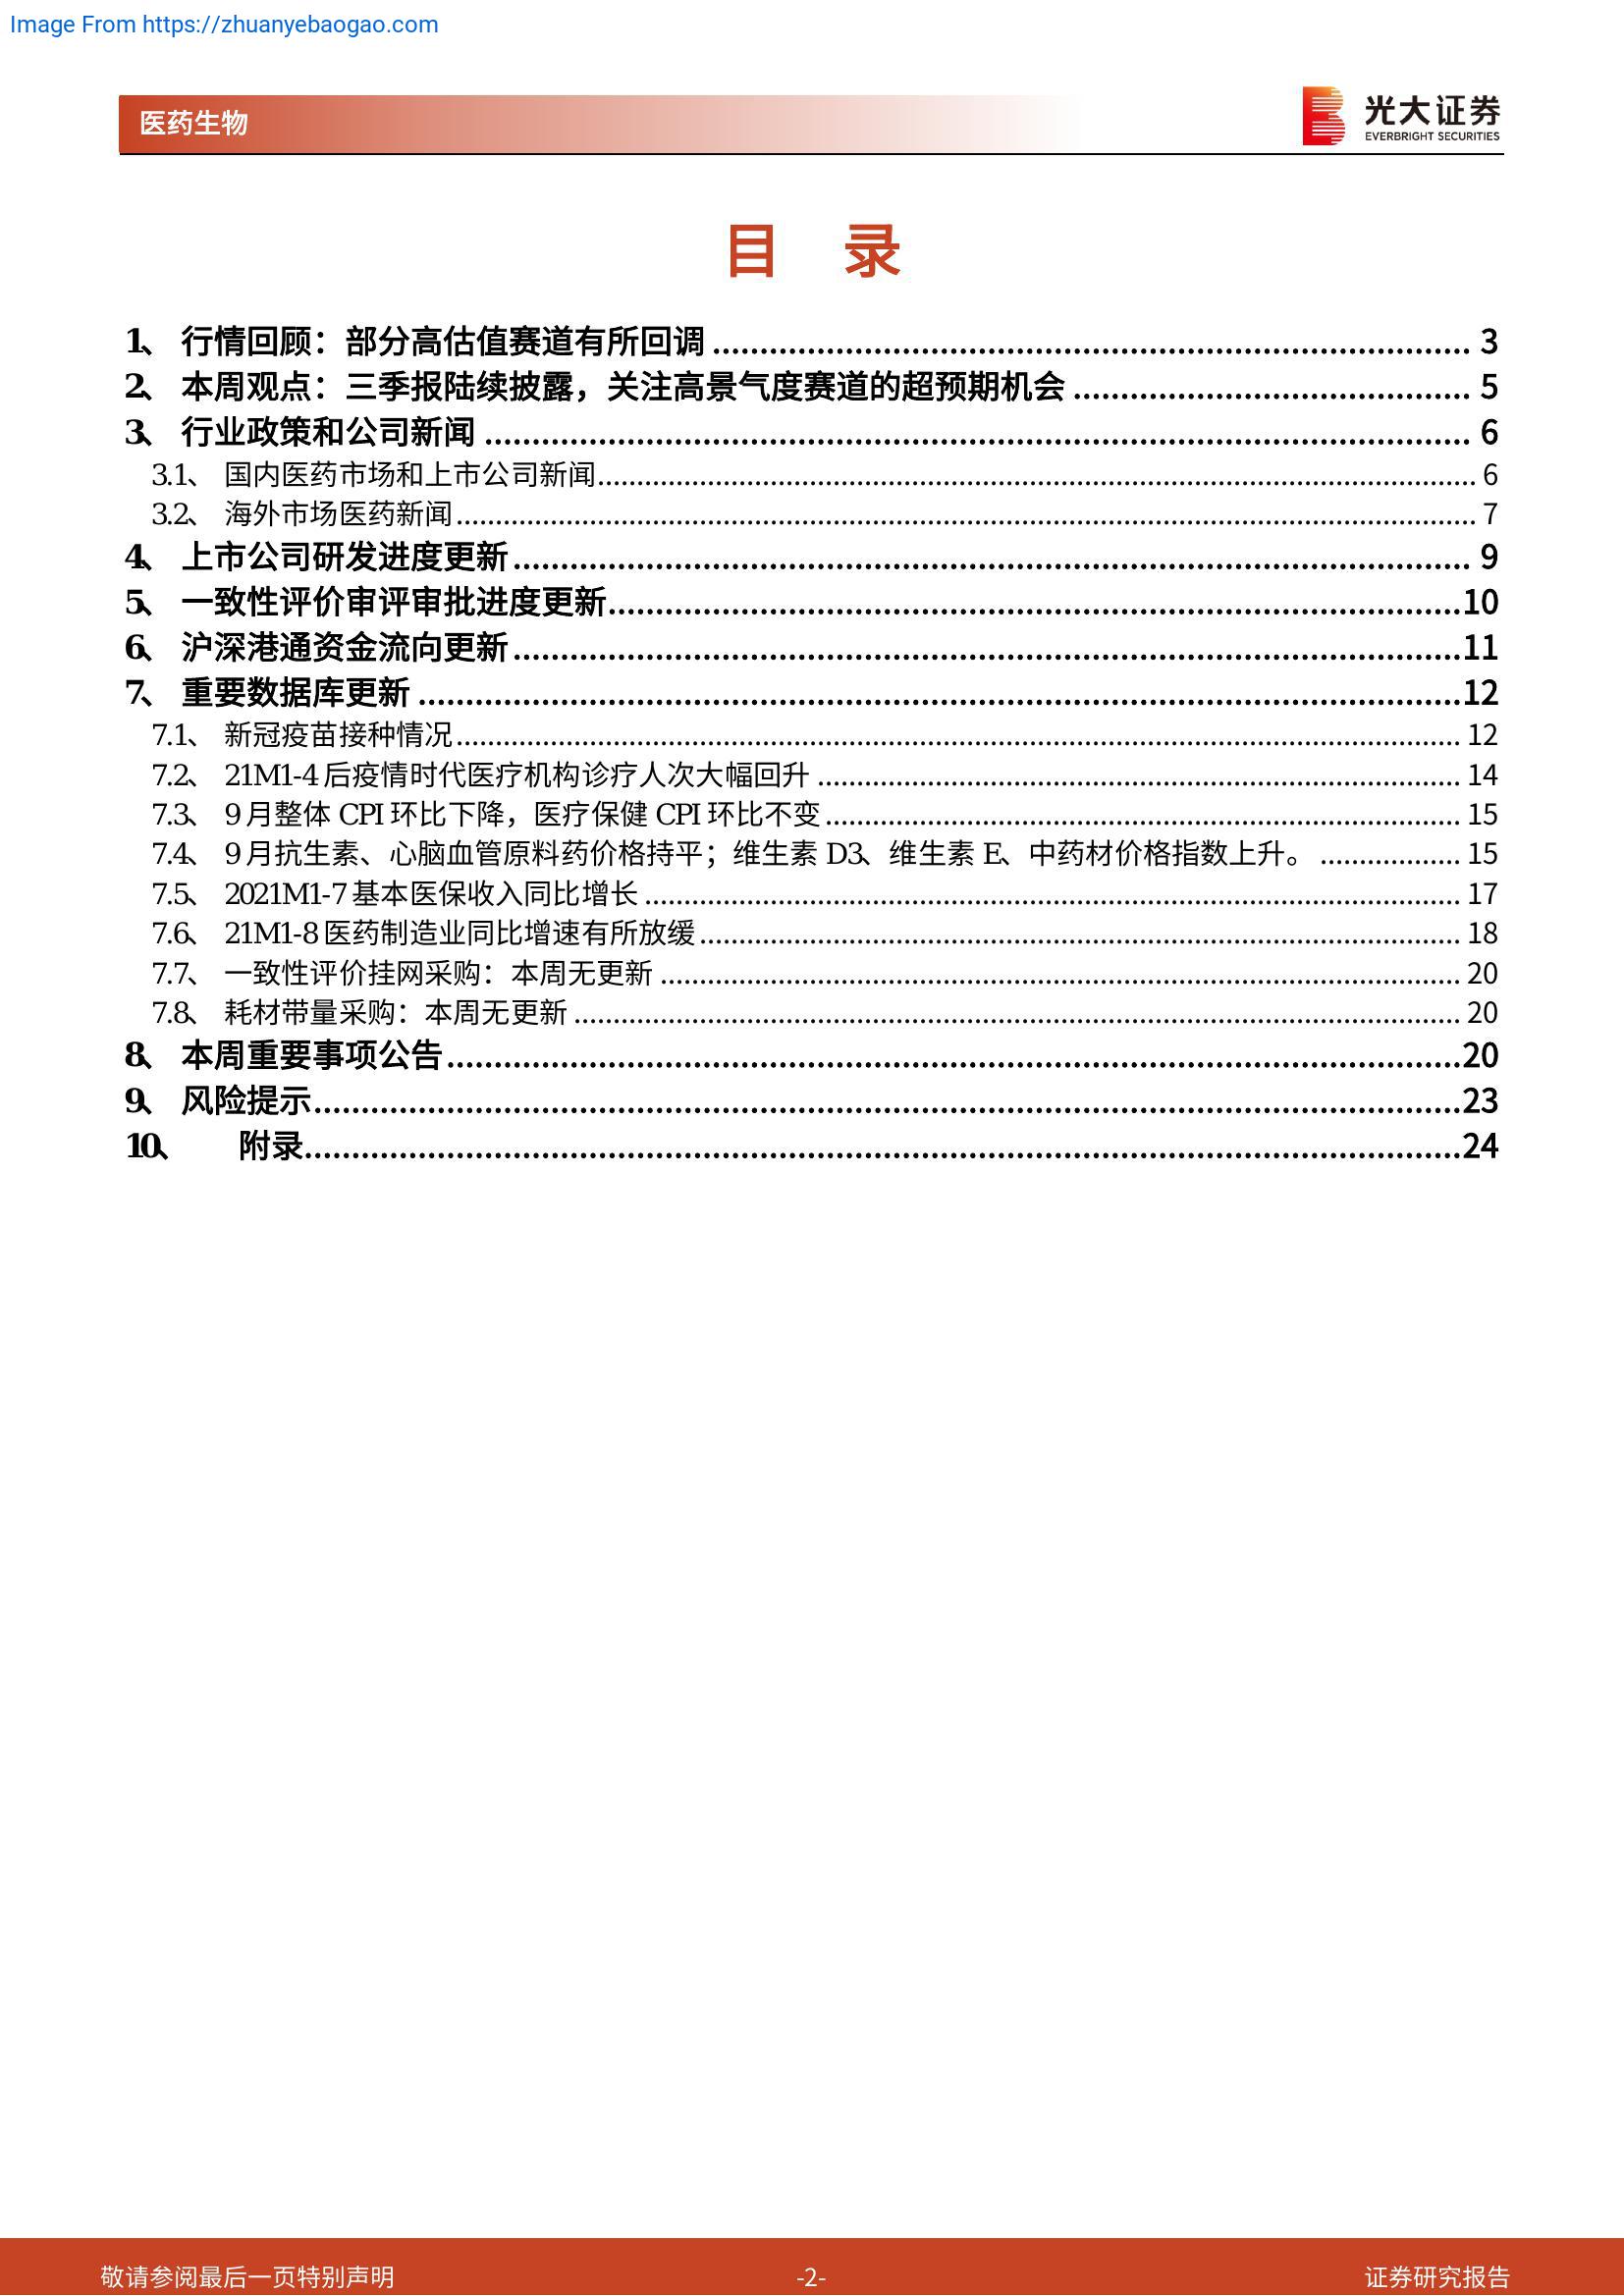 Image From https://zhuanyebaogao.com
医药生物
光大证券
EVERBRIGHT SECURITIES
目 录
1、 行情回顾：部分高估值赛道有所回调 3
2、 本周观点：三季报陆续披露，关注高景气度赛道的超预期机会 5
3、 行业政策和公司新闻 6
3.1、 国内医药市场和上市公司新闻 6
3.2、 海外市场医药新闻 7
4、 上市公司研发进度更新 9
5、 一致性评价审评审批进度更新 10
6、 沪深港通资金流向更新 11
7、 重要数据库更新 12
7.1、 新冠疫苗接种情况 12
7.2、 21M1-4 后疫情时代医疗机构诊疗人次大幅回升 14
7.3、 9 月整体 CPI 环比下降，医疗保健 CPI 环比不变 15
7.4、 9 月抗生素、心脑血管原料药价格持平；维生素 D3、维生素 E、中药材价格指数上升。 15
7.5、 2021M1-7 基本医保收入同比增长 17
7.6、 21M1-8 医药制造业同比增速有所放缓 18
7.7、 一致性评价挂网采购：本周无更新 20
7.8、 耗材带量采购：本周无更新 20
8、 本周重要事项公告 20
9、 风险提示 23
10、 附录 24
敬请参阅最后一页特别声明 -2- 证券研究报告